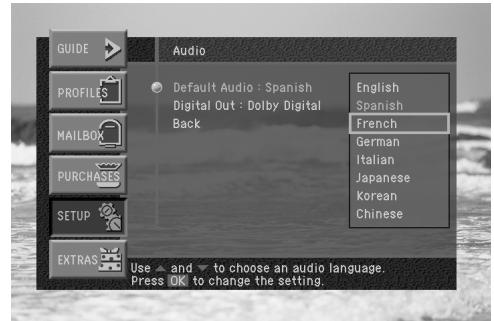 GUIDE
PROFILES
MAILBOX
PURCHASES
SETUP
EXTRAS
Audio
Default Audio : Spanish
Digital Out : Dolby Digital
Back
English
Spanish
French
German
Italian
Japanese
Korean
Chinese
Use and to choose an audio language.
Press OK to change the setting.